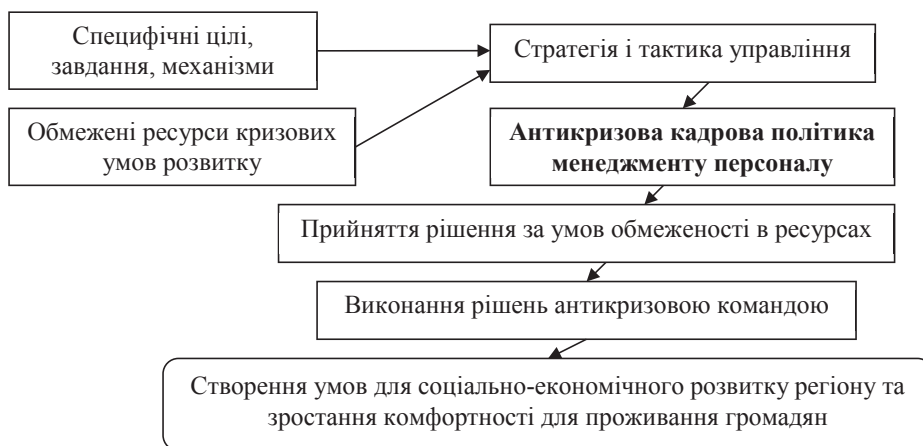 Специфічні цілі,
завдання, механізми
Стратегія і тактика управління
Обмежені ресурси кризових
умов розвитку
Антикризова кадрова політика
менеджменту персоналу
Прийняття рішення за умов обмеженості в ресурсах
Виконання рішень антикризовою командою
Створення умов для соціально-економічного розвитку регіону та
зростання комфортності для проживання громадян